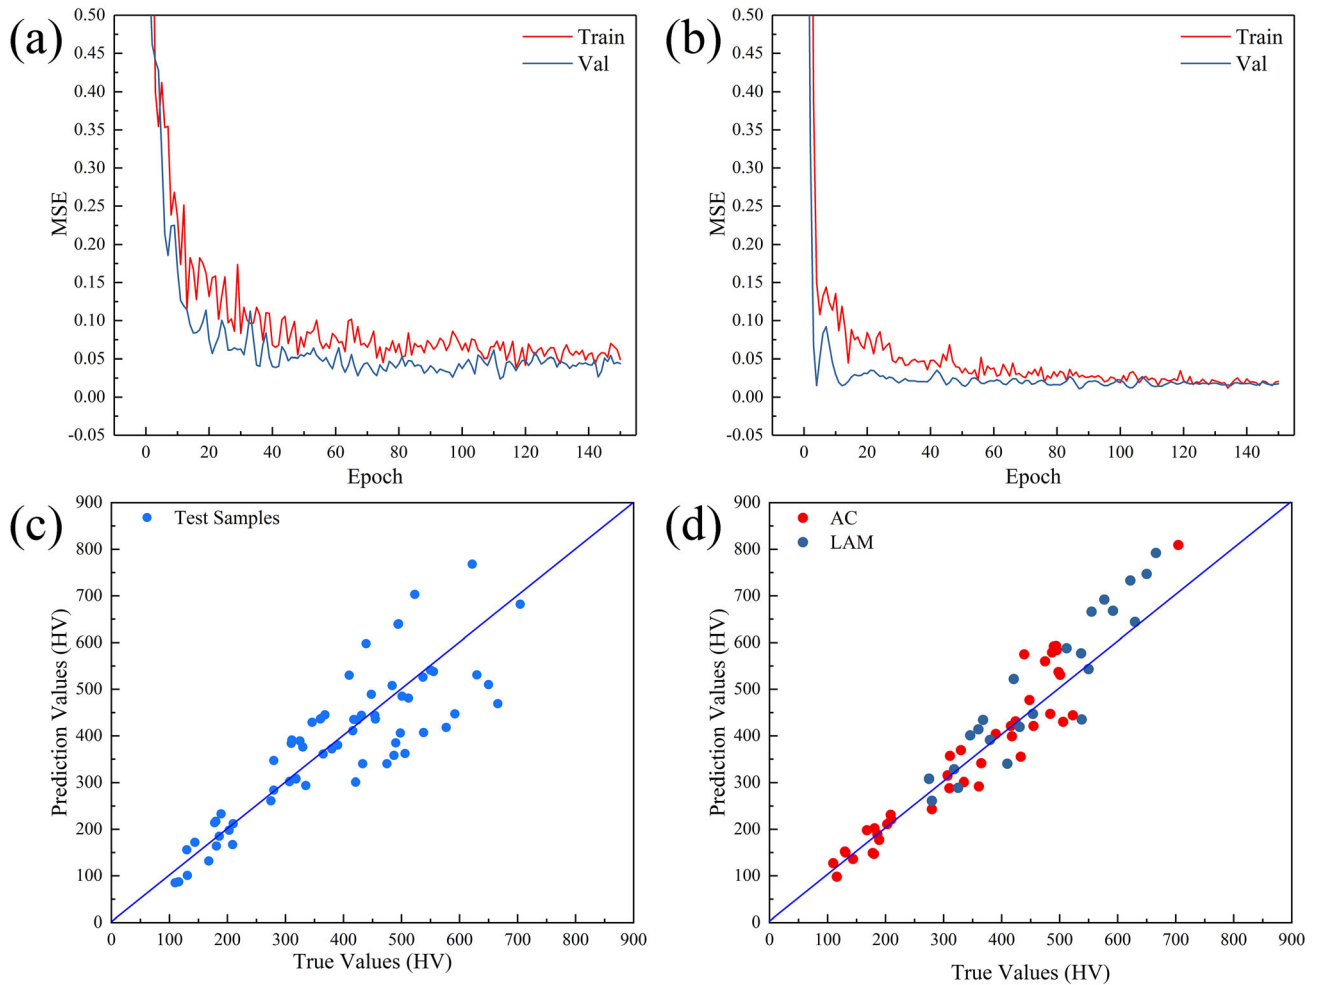 (a)
0.50
0.45
0.40
0.35
0.30
0.25
0.20
0.15
0.10
0.05
0.00
-0.05
MSE
Train
Val
0 20 40 60 80 100 120 140
Epoch
(b)
0.50
0.45
0.40
0.35
0.30
0.25
0.20
0.15
0.10
0.05
0.00
-0.05
MSE
Train
Val
0 20 40 60 80 100 120 140
Epoch
(c)
900
800
700
600
500
400
300
200
100
0
Prediction Values (HV)
Test Samples
0 100 200 300 400 500 600 700 800 900
True Values (HV)
(d)
900
800
700
600
500
400
300
200
100
0
Prediction Values (HV)
AC
LAM
0 100 200 300 400 500 600 700 800 900
True Values (HV)